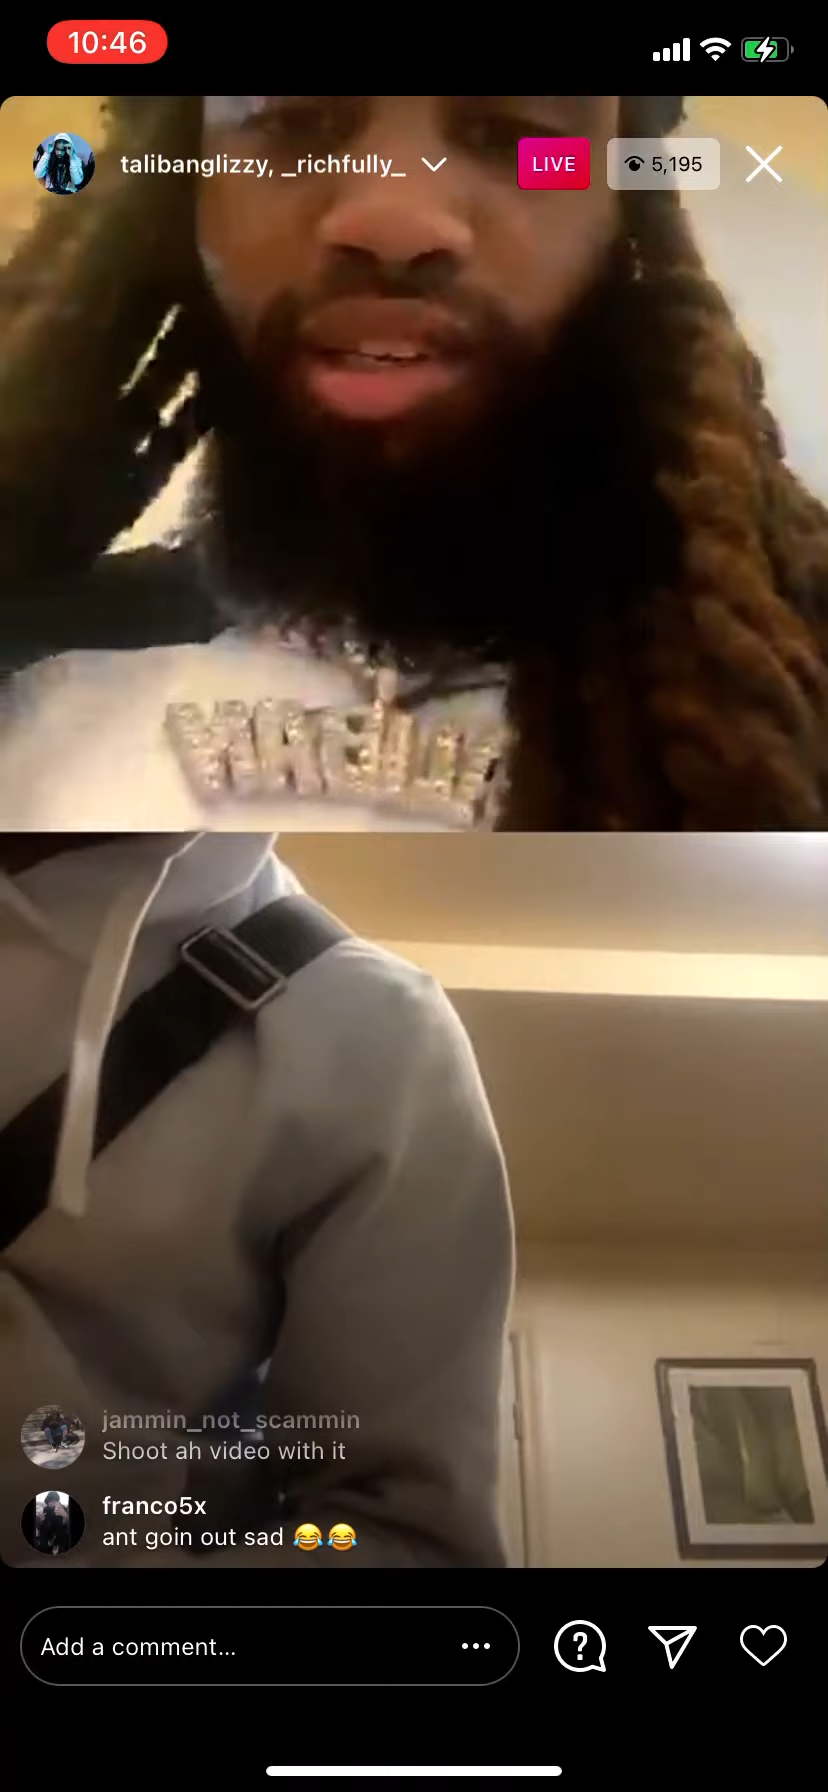 10:46
talibanglizzy, _richfully_
LIVE
5,195
jammin_not_scammin
Shoot ah video with it
franco5x
ant goin out sad 😂😂
Add a comment...